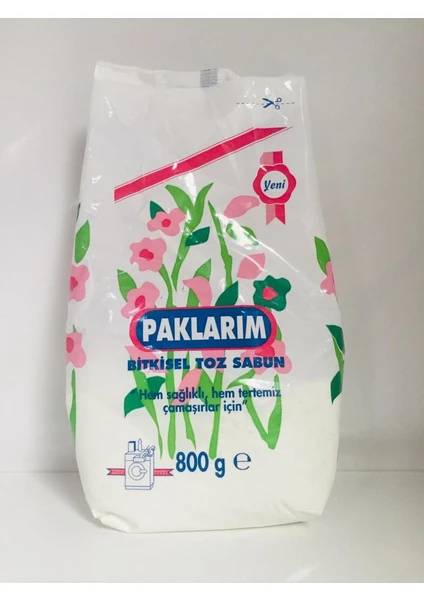 Yeni
PAKLARIM
BİTKİSEL TOZ SABUN
"Hem sağlıklı, hem tertemiz
çamaşırlar için"
800 g ℮